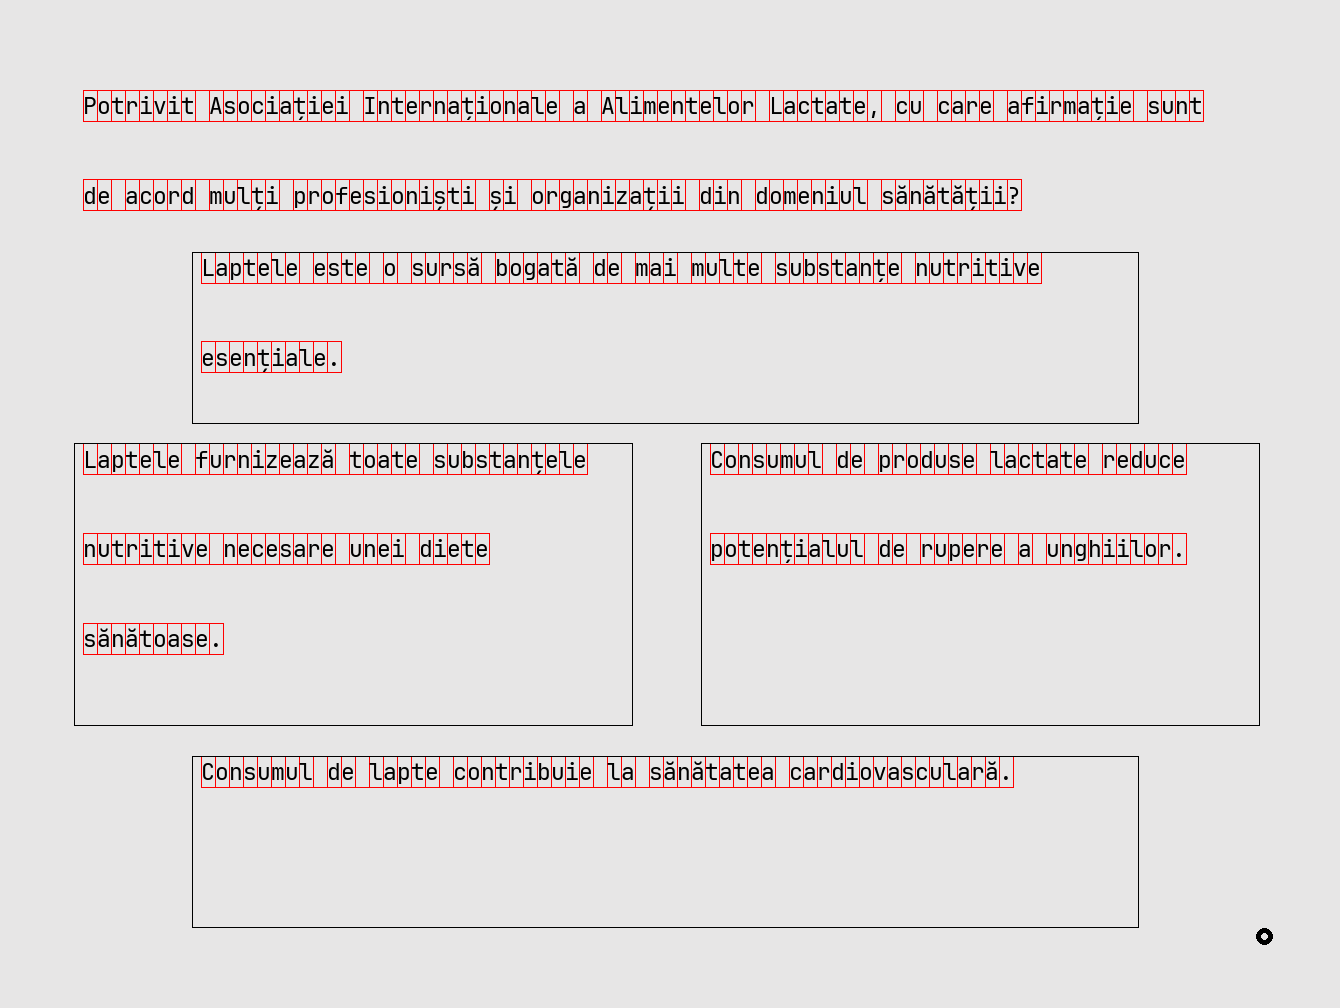 Potrivit Asociației Internaționale a Alimentelor Lactate, cu care afirmație sunt
de acord mulți profesioniști și organizații din domeniul sănătății?
Laptele este o sursă bogată de mai multe substanțe nutritive
esențiale.
Laptele furnizează toate substanțele
nutritive necesare unei diete
sănătoase.
Consumul de produse lactate reduce
potențialul de rupere a unghiilor.
Consumul de lapte contribuie la sănătatea cardiovasculară.